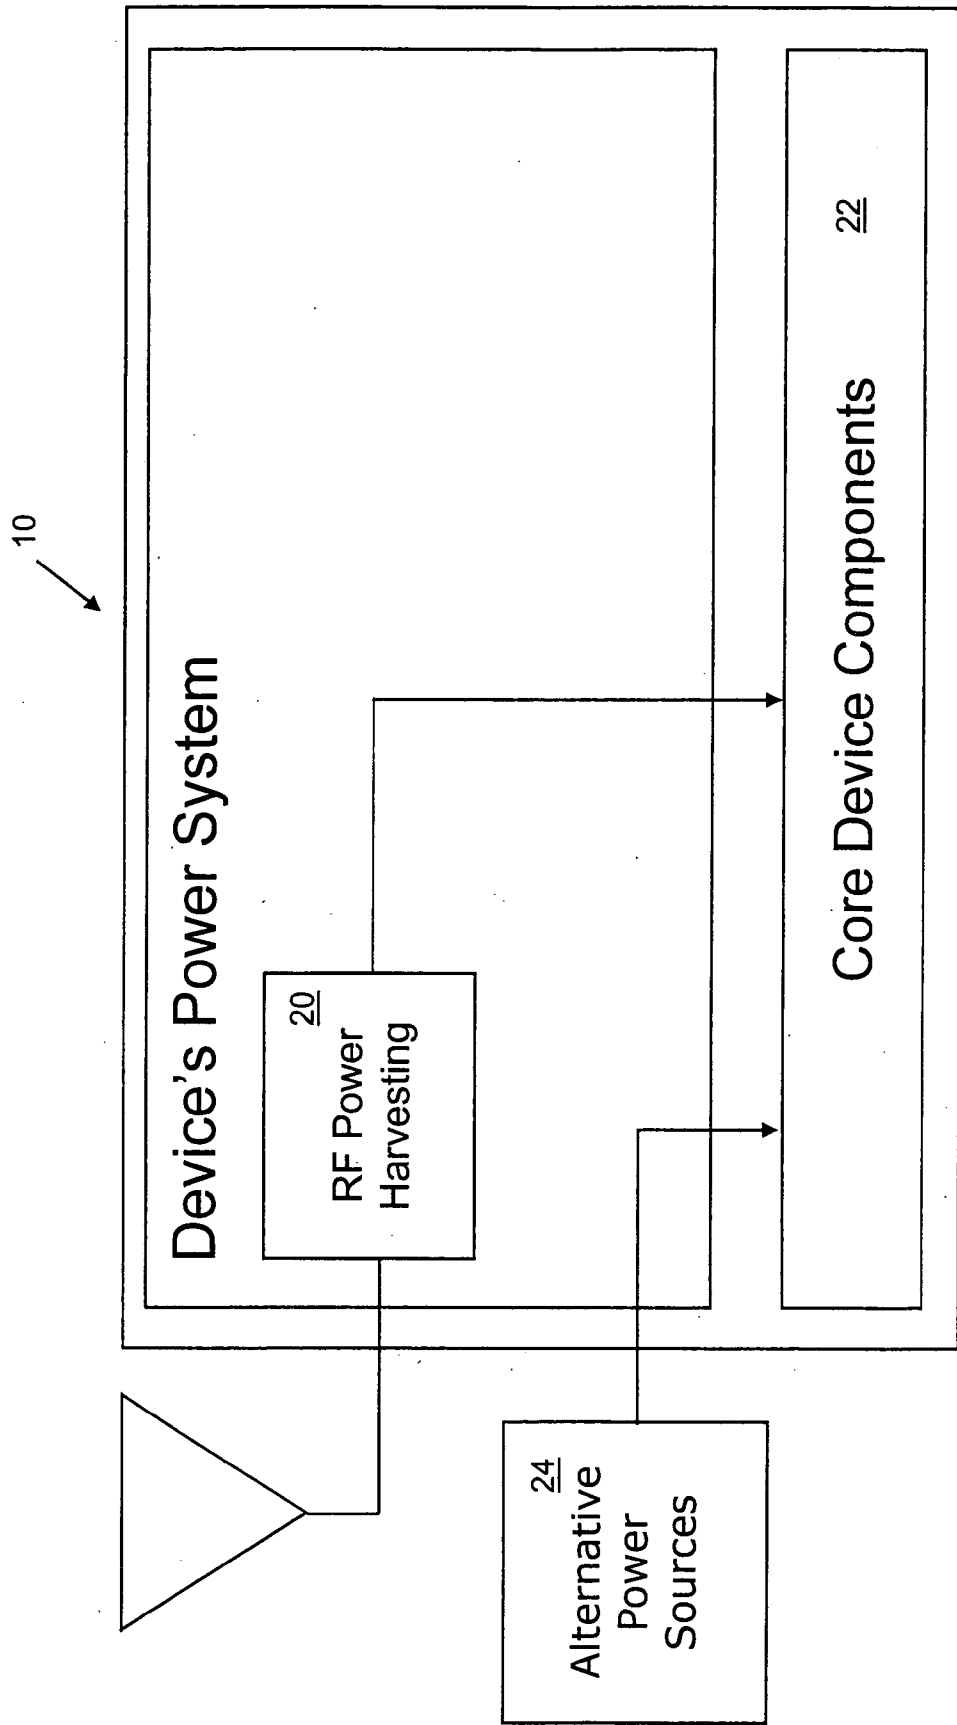 10
Device's Power System
20
RF Power
Harvesting
24
Alternative
Power
Sources
Core Device Components 22